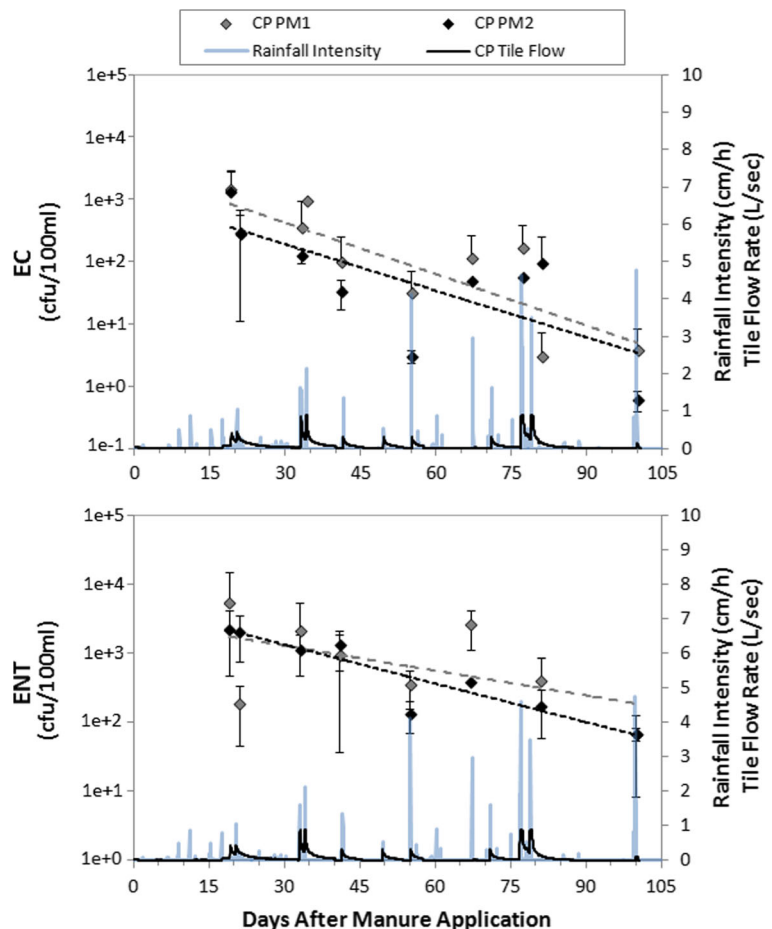 CP PM1 CP PM2
Rainfall Intensity CP Tile Flow
1e+5 10
9
1e+4 8
1e+3 7
6
1e+2 5
1e+1 4
3
1e+0 2
1
1e-1 0
EC
(cfu/100ml)
Rainfall Intensity (cm/h)
Tile Flow Rate (L/sec)
0 15 30 45 60 75 90 105
1e+5 10
9
1e+4 8
7
1e+3 6
5
1e+2 4
3
1e+1 2
1
1e+0 0
ENT
(cfu/100ml)
Rainfall Intensity (cm/h)
Tile Flow Rate (L/sec)
0 15 30 45 60 75 90 105
Days After Manure Application